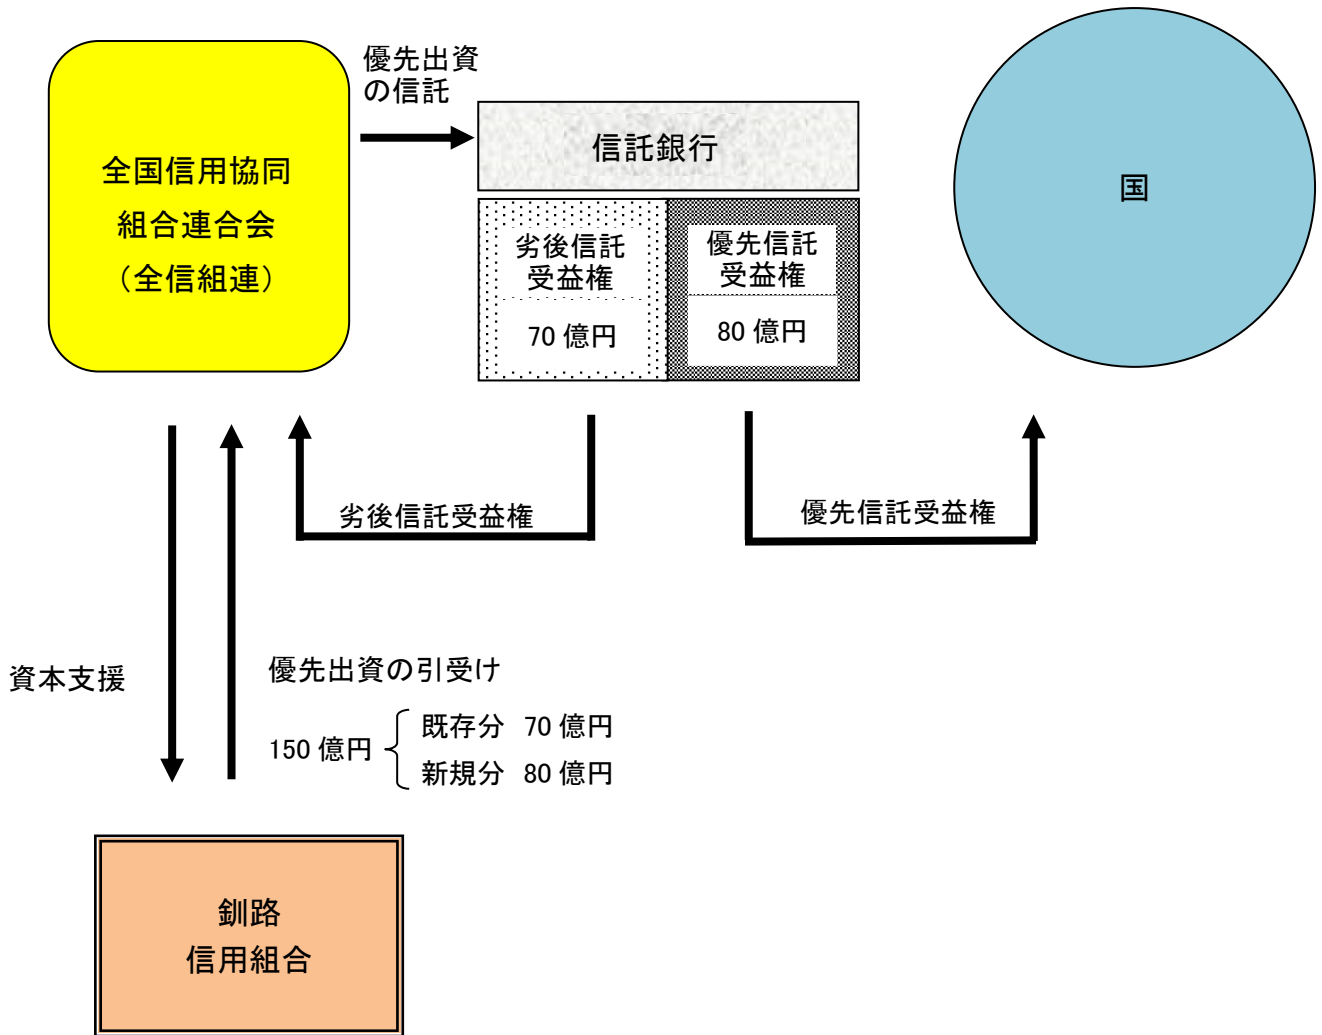 優先出資
の信託
全国信用協同
組合連合会
（全信組連）
信託銀行
国
劣後信託
受益権
70 億円
優先信託
受益権
80 億円
劣後信託受益権
優先信託受益権
資本支援
優先出資の引受け
150 億円
既存分 70 億円
新規分 80 億円
釧路
信用組合